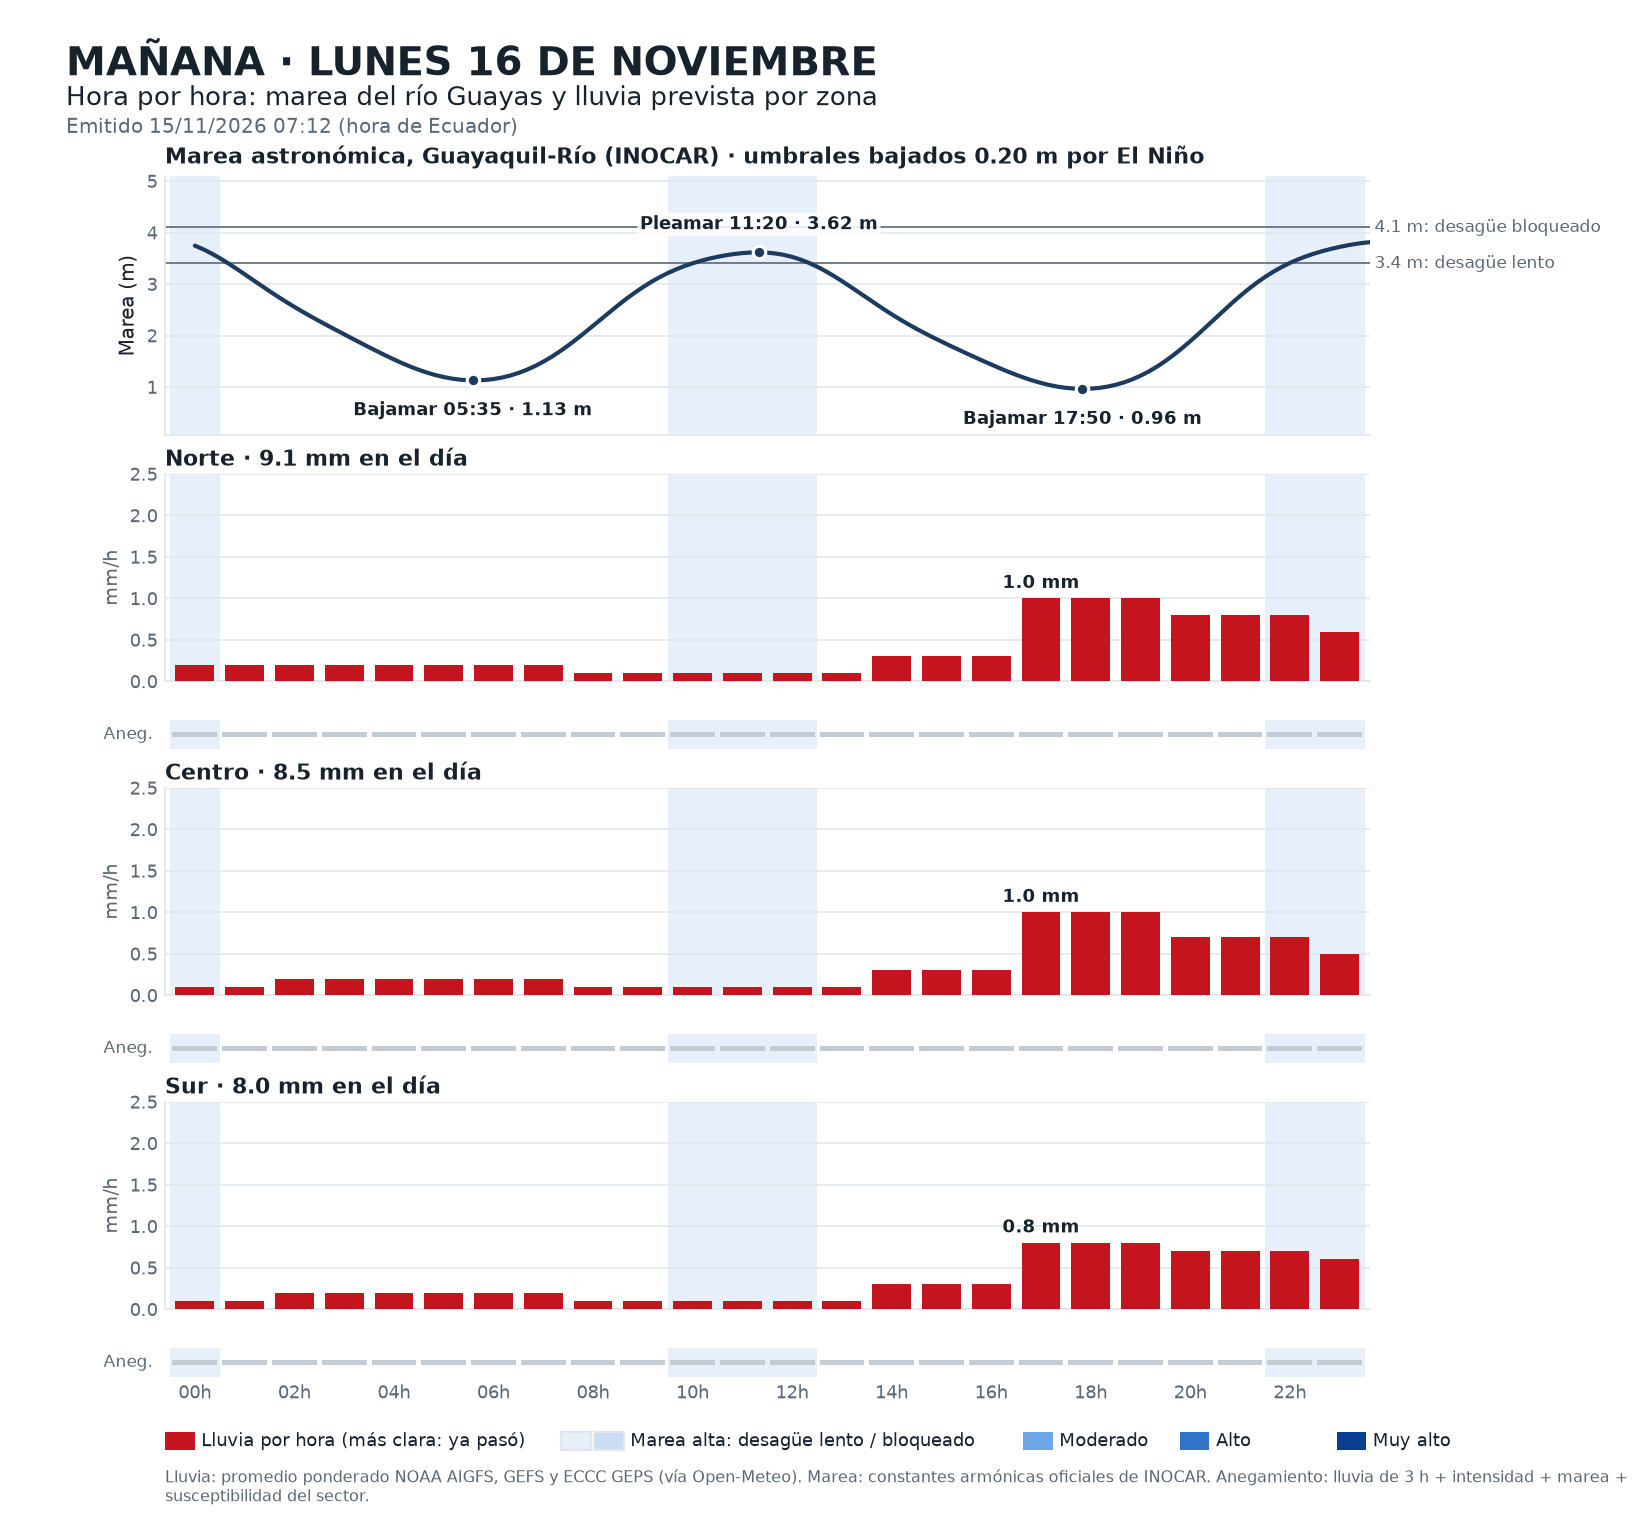 MAÑANA · LUNES 16 DE NOVIEMBRE
Hora por hora: marea del río Guayas y lluvia prevista por zona
Emitido 15/11/2026 07:12 (hora de Ecuador)
Marea astronómica, Guayaquil-Río (INOCAR) · umbrales bajados 0.20 m por El Niño
5
4
3
2
1
Marea (m)
Pleamar 11:20 · 3.62 m
4.1 m: desagüe bloqueado
3.4 m: desagüe lento
Bajamar 05:35 · 1.13 m
Bajamar 17:50 · 0.96 m
Norte · 9.1 mm en el día
2.5
2.0
1.5
1.0
0.5
0.0
mm/h
1.0 mm
Aneg.
Centro · 8.5 mm en el día
2.5
2.0
1.5
1.0
0.5
0.0
mm/h
1.0 mm
Aneg.
Sur · 8.0 mm en el día
2.5
2.0
1.5
1.0
0.5
0.0
mm/h
0.8 mm
Aneg.
00h 02h 04h 06h 08h 10h 12h 14h 16h 18h 20h 22h
Lluvia por hora (más clara: ya pasó) Marea alta: desagüe lento / bloqueado Moderado Alto Muy alto
Lluvia: promedio ponderado NOAA AIGFS, GEFS y ECCC GEPS (vía Open-Meteo). Marea: constantes armónicas oficiales de INOCAR. Anegamiento: lluvia de 3 h + intensidad + marea +
susceptibilidad del sector.